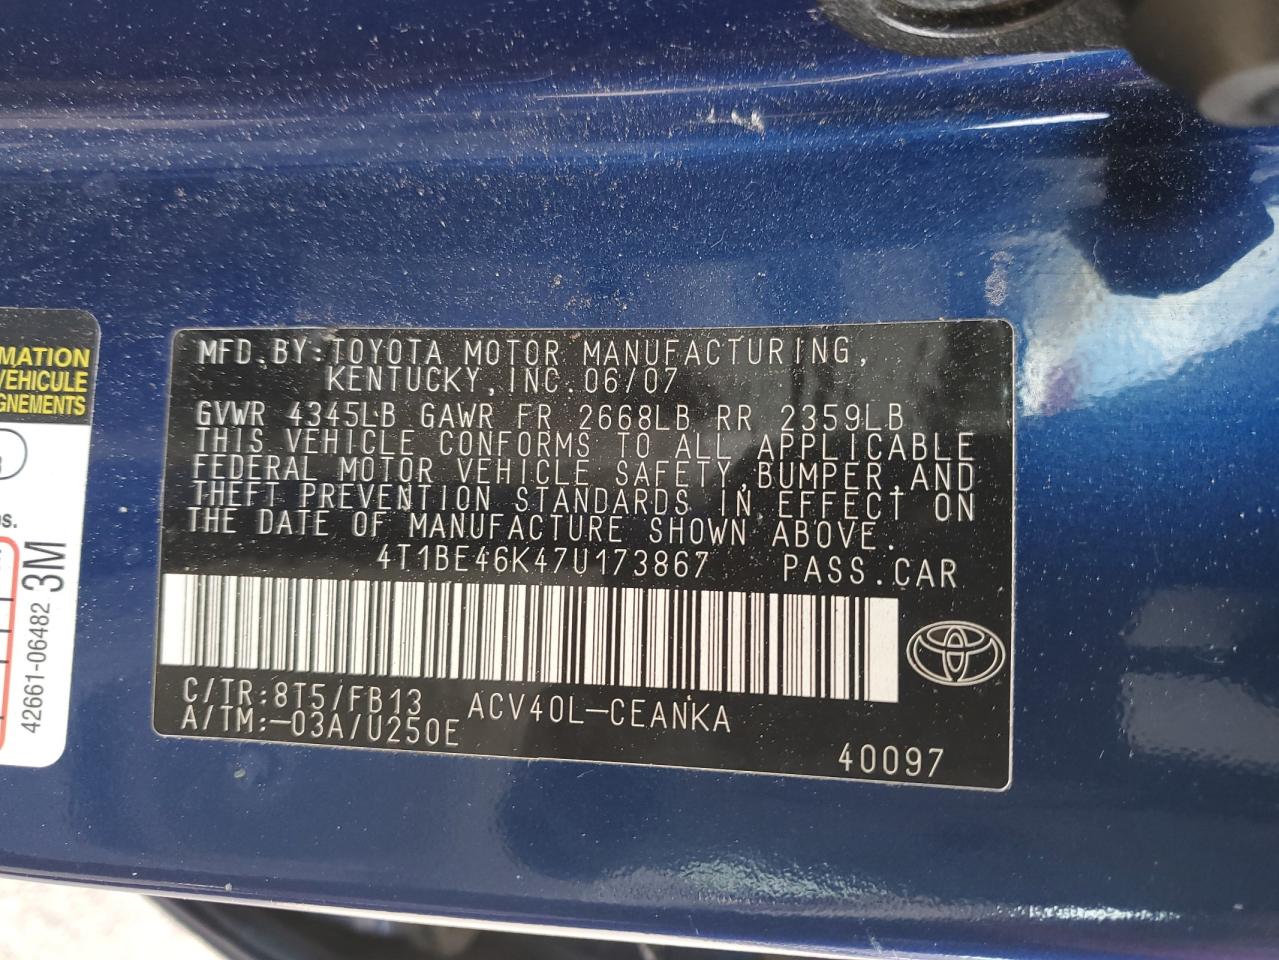 MFD.BY:TOYOTA MOTOR MANUFACTURING,
KENTUCKY,INC.06/07
GVWR 4345LB GAWR FR 2668LB RR 2359LB
THIS VEHICLE CONFORMS TO ALL APPLICABLE
FEDERAL MOTOR VEHICLE SAFETY,BUMPER,AND
THEFT PREVENTION STANDARDS IN EFFECT ON
THE DATE OF MANUFACTURE SHOWN ABOVE.
4T1BE46K47U173867 PASS.CAR
C/TR:8T5/FB13 ACV40L-CEANKA
A/TM:-03A/U250E
40097
MATION
VEHICULE
GNEMENTS
42661-06482 3M